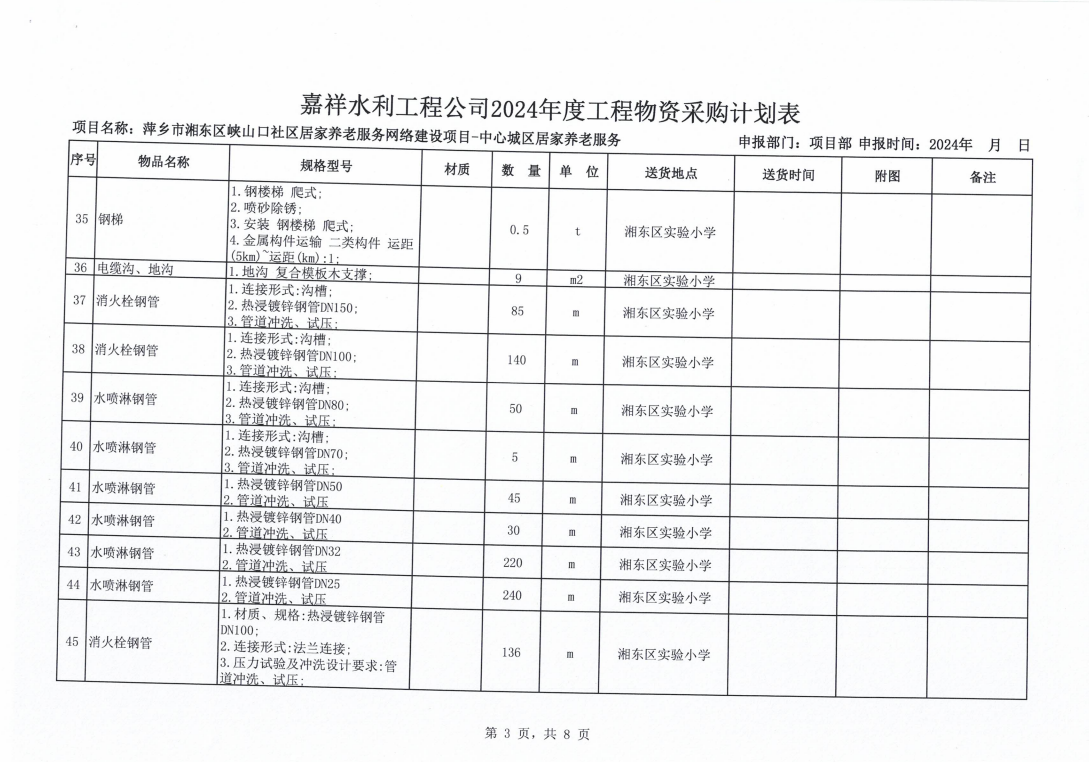 嘉祥水利工程公司2024年度工程物资采购计划表
项目名称：萍乡市湘东区峡山口社区居家养老服务网络建设项目-中心城区居家养老服务 申报部门：项目部 申报时间：2024年 月 日
序号 物品名称 规格型号 材质 数 量 单 位 送货地点 送货时间 附图 备注
1.钢楼梯 爬式;
2.喷砂除锈;
35 钢梯 3.安装 钢楼梯 爬式; 0.5 t 湘东区实验小学
4.金属构件运输 二类构件 运距
(5km)~运距(km):1;
36 电缆沟、地沟 1.地沟 复合模板木支撑; 9 m2 湘东区实验小学
1.连接形式:沟槽;
37 消火栓钢管 2.热浸镀锌钢管DN150; 85 m 湘东区实验小学
3.管道冲洗、试压;
1.连接形式:沟槽;
38 消火栓钢管 2.热浸镀锌钢管DN100; 140 m 湘东区实验小学
3.管道冲洗、试压;
1.连接形式:沟槽;
39 水喷淋钢管 2.热浸镀锌钢管DN80; 50 m 湘东区实验小学
3.管道冲洗、试压;
1.连接形式:沟槽;
40 水喷淋钢管 2.热浸镀锌钢管DN70; 5 m 湘东区实验小学
3.管道冲洗、试压;
41 水喷淋钢管 1.热浸镀锌钢管DN50 45 m 湘东区实验小学
2.管道冲洗、试压
42 水喷淋钢管 1.热浸镀锌钢管DN40 30 m 湘东区实验小学
2.管道冲洗、试压
43 水喷淋钢管 1.热浸镀锌钢管DN32 220 m 湘东区实验小学
2.管道冲洗、试压
44 水喷淋钢管 1.热浸镀锌钢管DN25 240 m 湘东区实验小学
2.管道冲洗、试压
1.材质、规格:热浸镀锌钢管
DN100;
45 消火栓钢管 2.连接形式:法兰连接; 136 m 湘东区实验小学
3.压力试验及冲洗设计要求:管
道冲洗、试压;
第 3 页，共 8 页